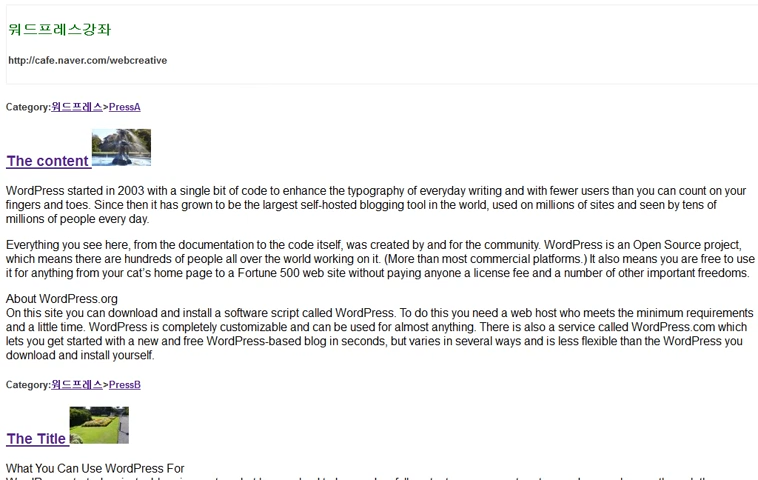 워드프레스강좌
http://cafe.naver.com/webcreative
Category:워드프레스>PressA
The content
WordPress started in 2003 with a single bit of code to enhance the typography of everyday writing and with fewer users than you can count on your
fingers and toes. Since then it has grown to be the largest self-hosted blogging tool in the world, used on millions of sites and seen by tens of
millions of people every day.
Everything you see here, from the documentation to the code itself, was created by and for the community. WordPress is an Open Source project,
which means there are hundreds of people all over the world working on it. (More than most commercial platforms.) It also means you are free to use
it for anything from your cat’s home page to a Fortune 500 web site without paying anyone a license fee and a number of other important freedoms.
About WordPress.org
On this site you can download and install a software script called WordPress. To do this you need a web host who meets the minimum requirements
and a little time. WordPress is completely customizable and can be used for almost anything. There is also a service called WordPress.com which
lets you get started with a new and free WordPress-based blog in seconds, but varies in several ways and is less flexible than the WordPress you
download and install yourself.
Category:워드프레스>PressB
The Title
What You Can Use WordPress For